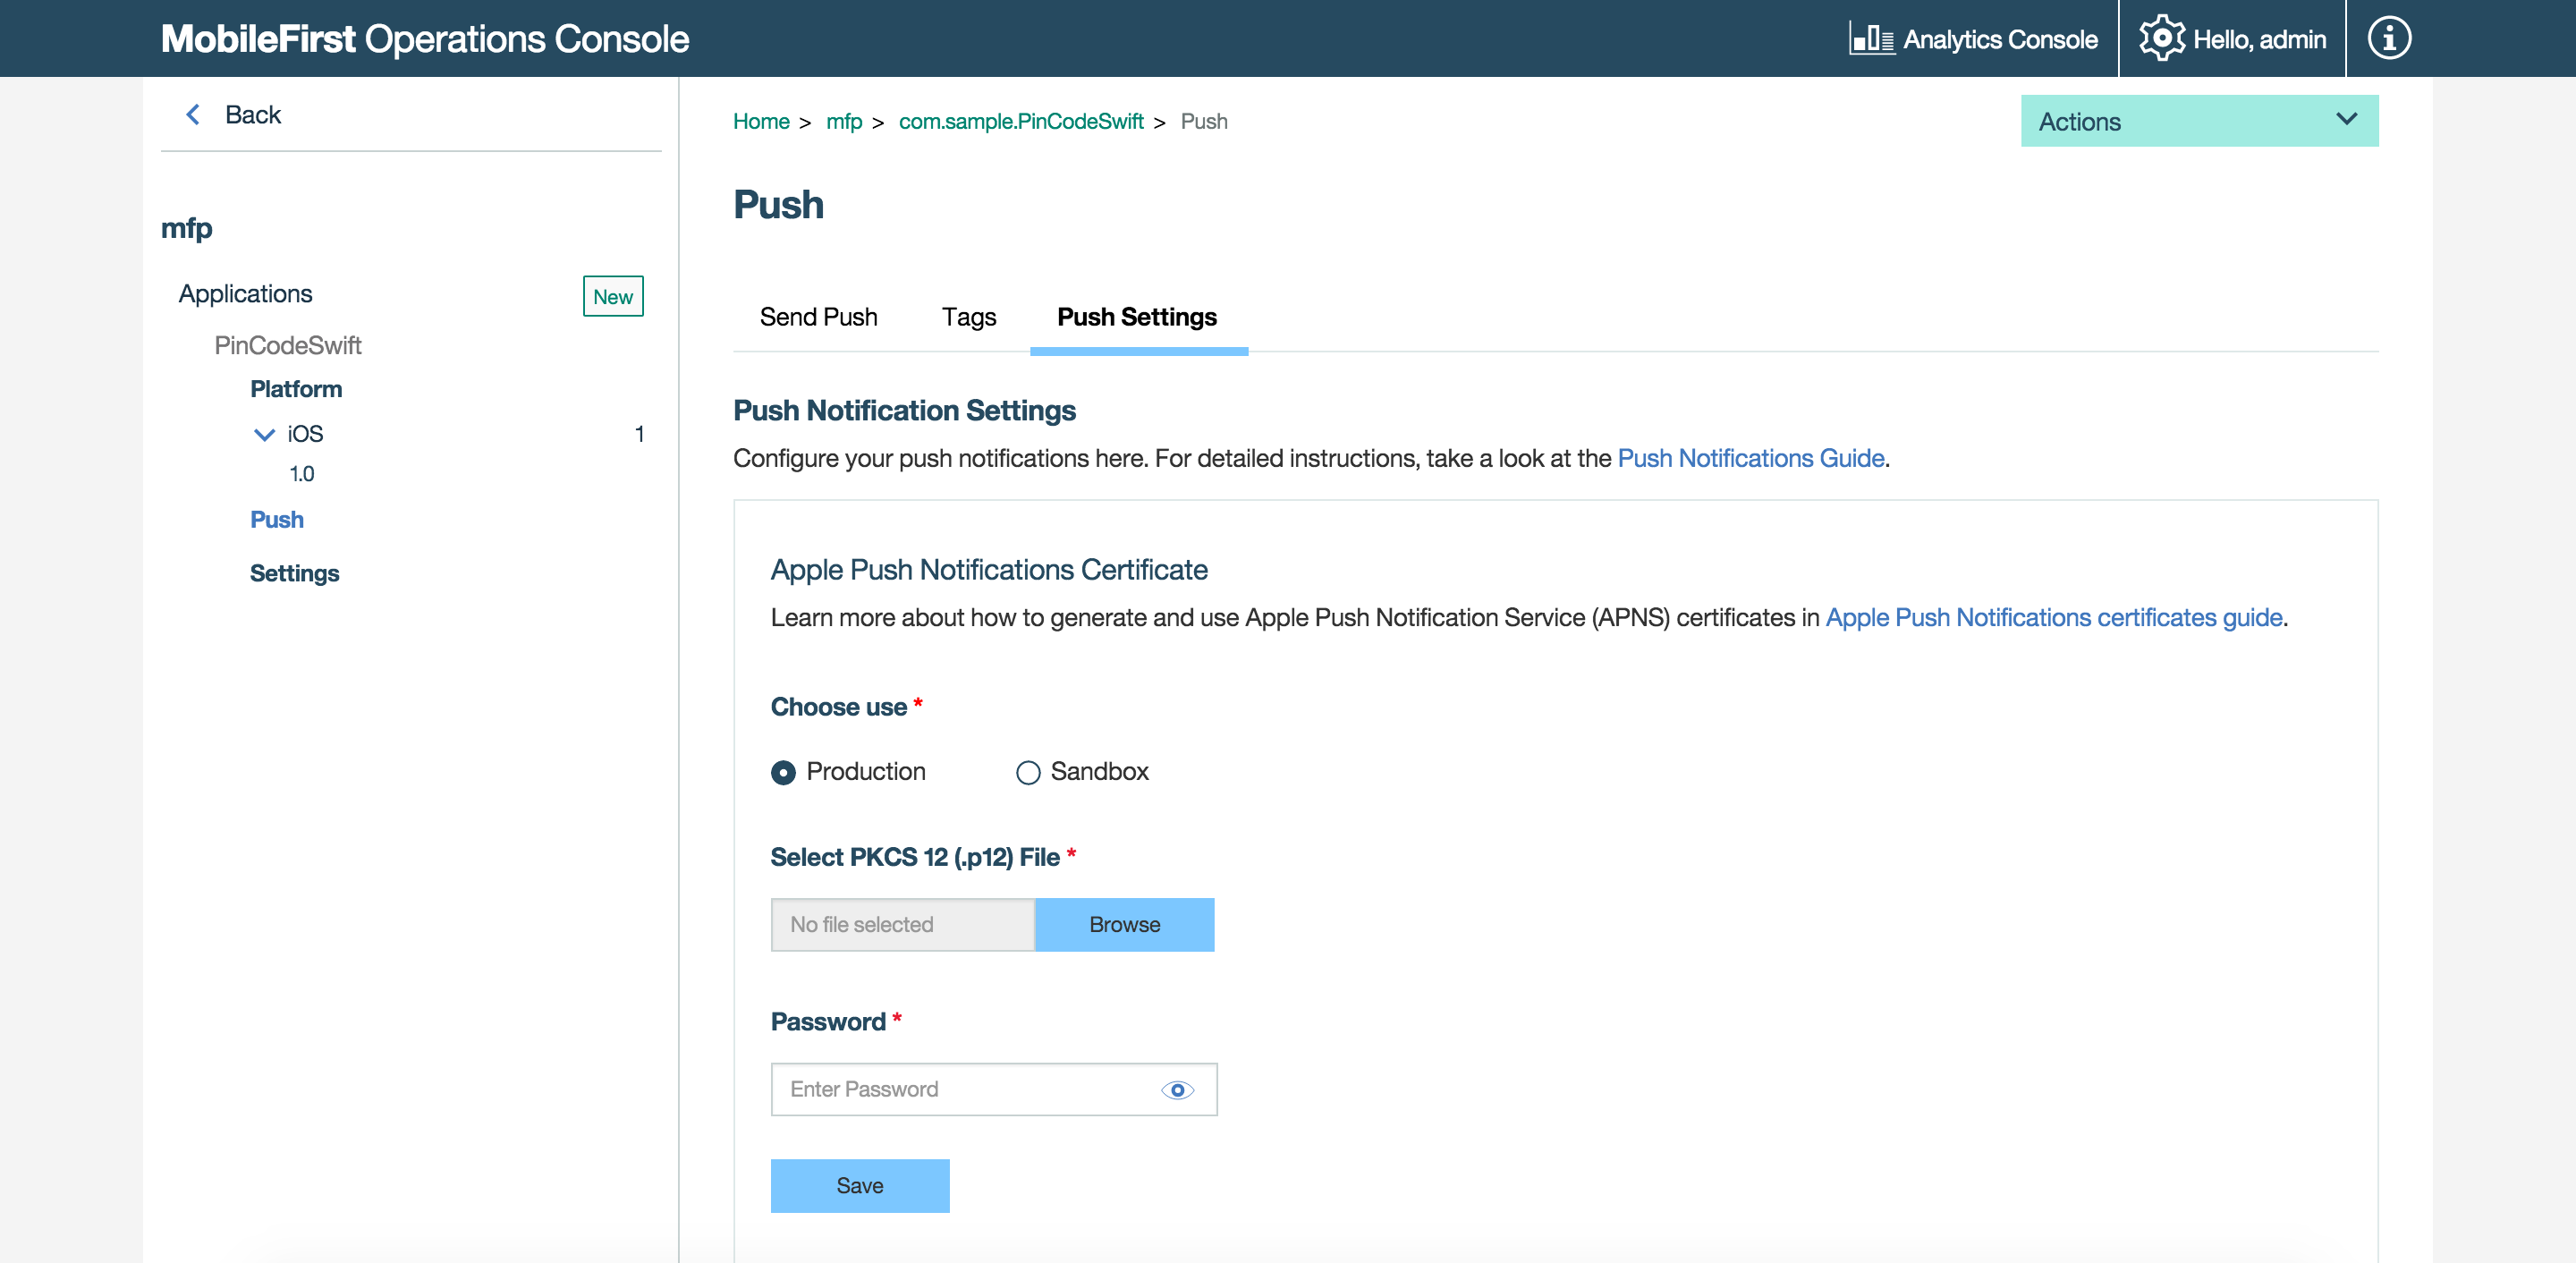 MobileFirst Operations Console
Analytics Console
Hello, admin
Back
mfp
Applications
New
PinCodeSwift
Platform
iOS 1
1.0
Push
Settings
Home > mfp > com.sample.PinCodeSwift > Push
Actions
Push
Send Push Tags Push Settings
Push Notification Settings
Configure your push notifications here. For detailed instructions, take a look at the Push Notifications Guide.
Apple Push Notifications Certificate
Learn more about how to generate and use Apple Push Notification Service (APNS) certificates in Apple Push Notifications certificates guide.
Choose use *
Production Sandbox
Select PKCS 12 (.p12) File *
No file selected Browse
Password *
Enter Password
Save